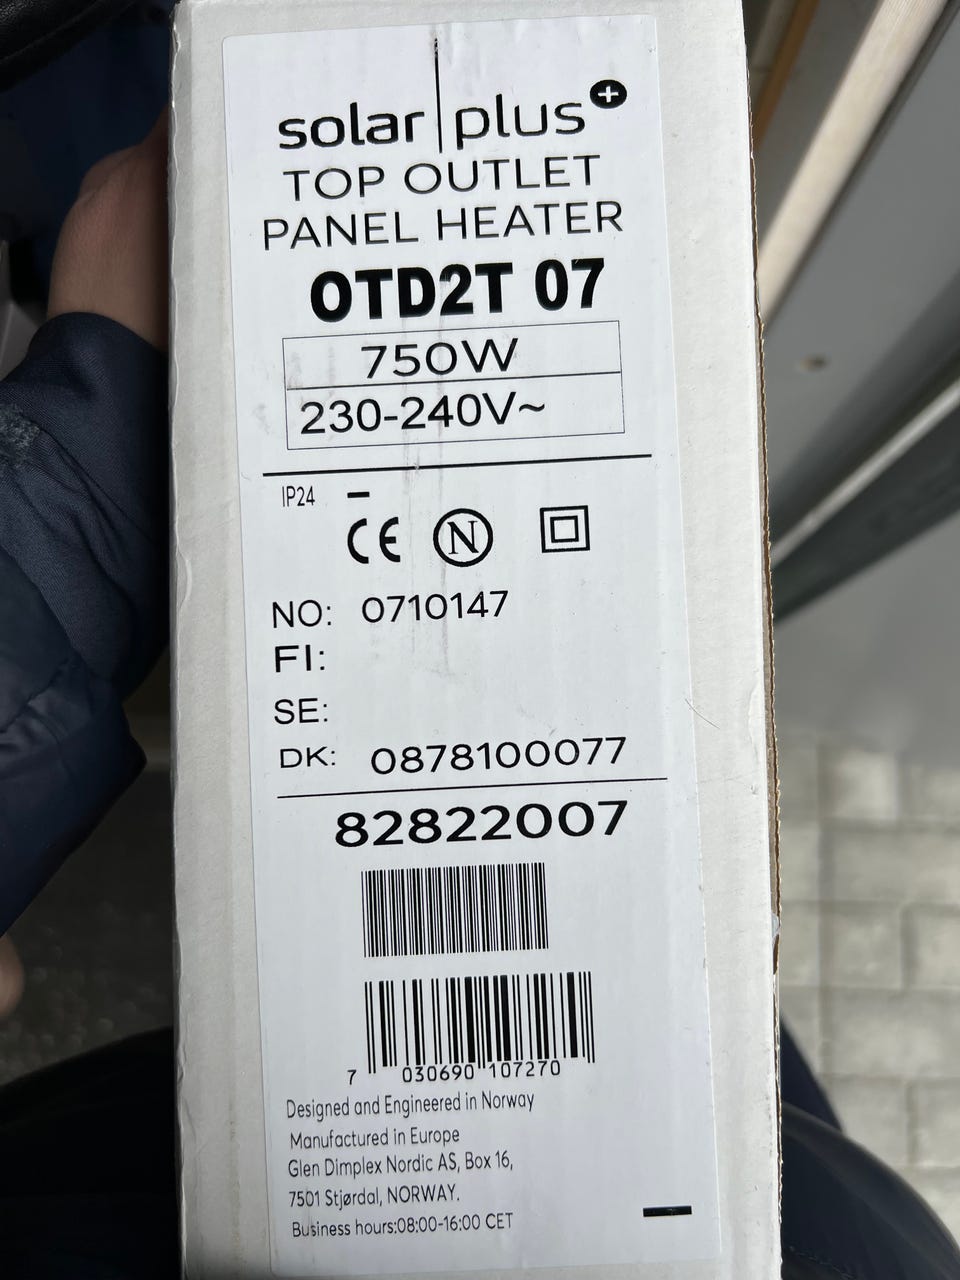 solar|plus+
TOP OUTLET
PANEL HEATER
OTD2T 07
750W
230-240V~
IP24
CE N
NO: 0710147
FI:
SE:
DK: 0878100077
82822007
7 030690 107270
Designed and Engineered in Norway
Manufactured in Europe
Glen Dimplex Nordic AS, Box 16,
7501 Stjørdal, NORWAY.
Business hours:08:00-16:00 CET